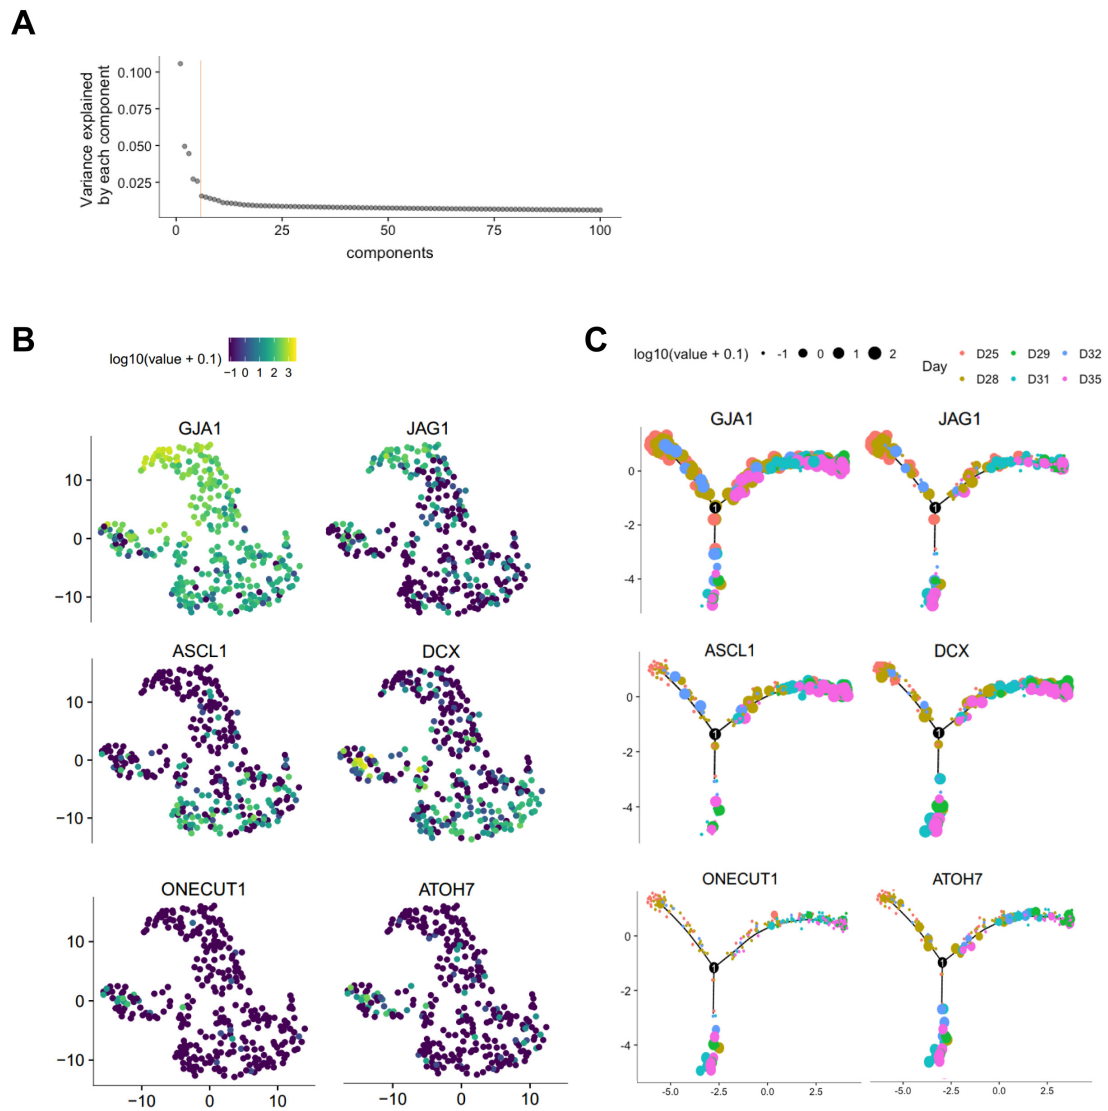 A
Variance explained
by each component
0.100
0.075
0.050
0.025
0 25 50 75 100
components
B
log10(value + 0.1)
−1 0 1 2 3
C
log10(value + 0.1) -1 0 1 2
Day
D25 D29 D32
D28 D31 D35
GJA1 JAG1
10
0
−10
GJA1 JAG1
0
-2
-4
ASCL1 DCX
10
0
−10
ASCL1 DCX
0
-2
-4
1 1
1 1
ONECUT1 ATOH7
10
0
−10
−10 0 10 −10 0 10
ONECUT1 ATOH7
0
-2
-4
1 1
-5.0 -2.5 0.0 2.5 -5.0 -2.5 0.0 2.5